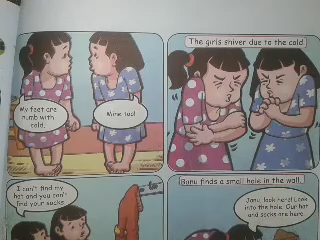 My feet are
numb with
cold.
Mine too!
The girls shiver due to the cold.
I can't find my
hat and you can't
find your socks
Banu finds a small hole in the wall.
Janu, look here! Look
into the hole. Our hat
and socks are here.